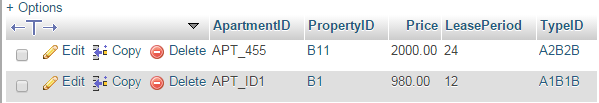 + Options
ApartmentID PropertyID Price LeasePeriod TypeID
Edit Copy Delete APT_455 B11 2000.00 24 A2B2B
Edit Copy Delete APT_ID1 B1 980.00 12 A1B1B